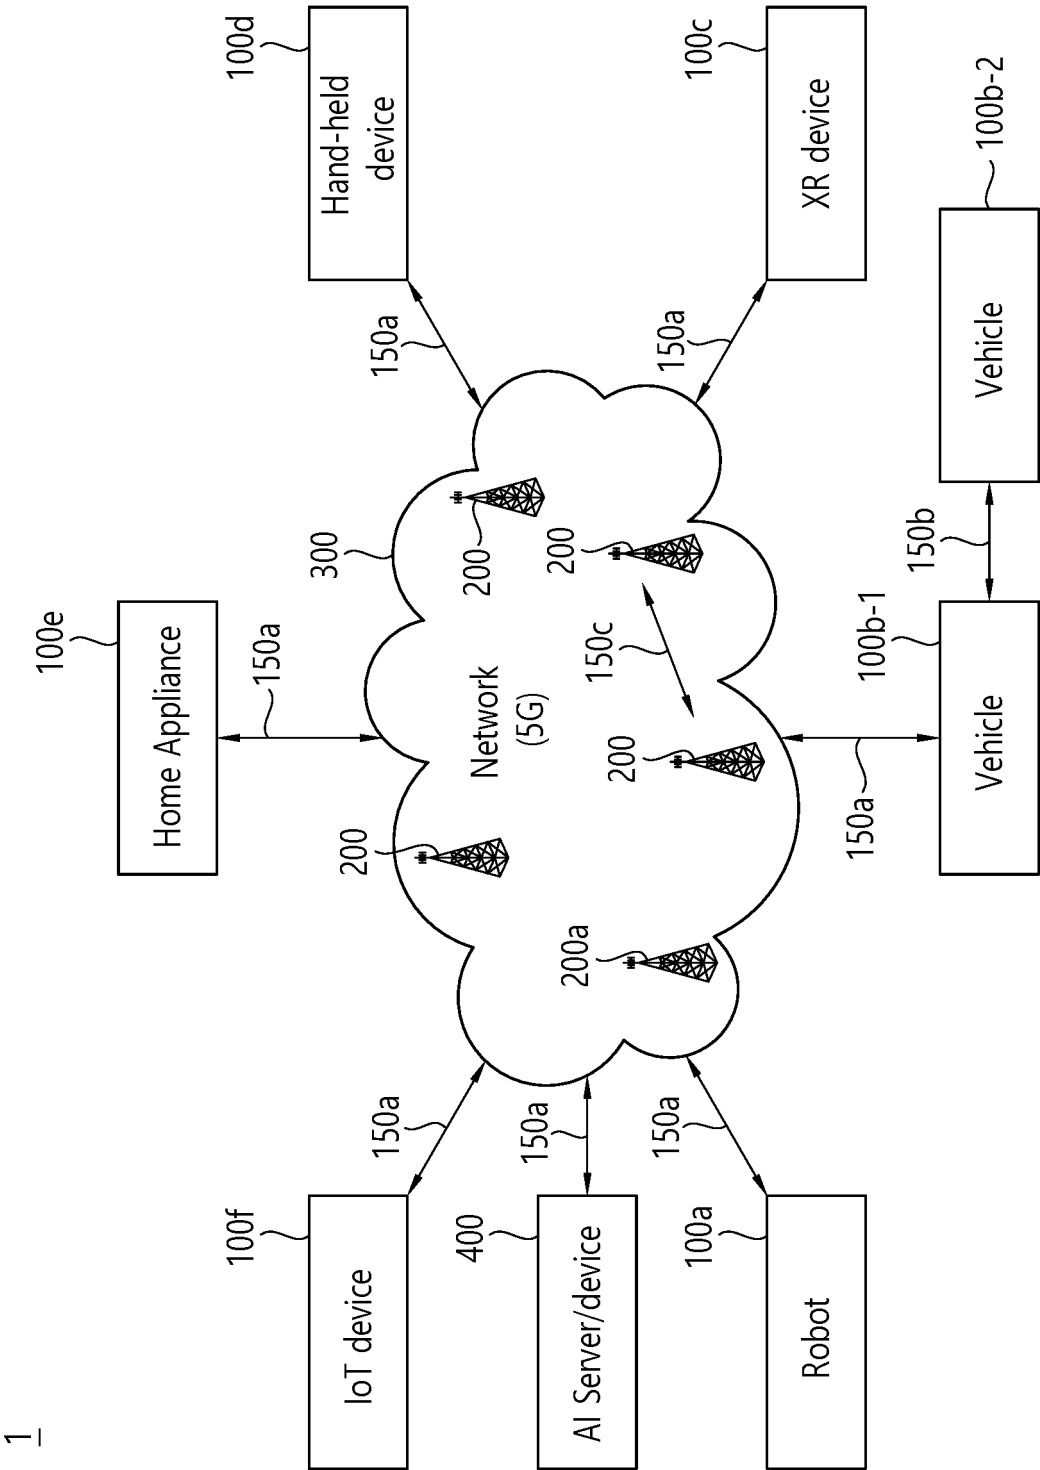 1
100e
Home Appliance
150a
100f
IoT device
150a
100d
Hand-held
device
150a
300
200
200
Network
(5G)
400
AI Server/device
150a
200a
200
200
150c
100a
Robot
150a
100c
XR device
150a
150a
100b-1
Vehicle
150b
100b-2
Vehicle